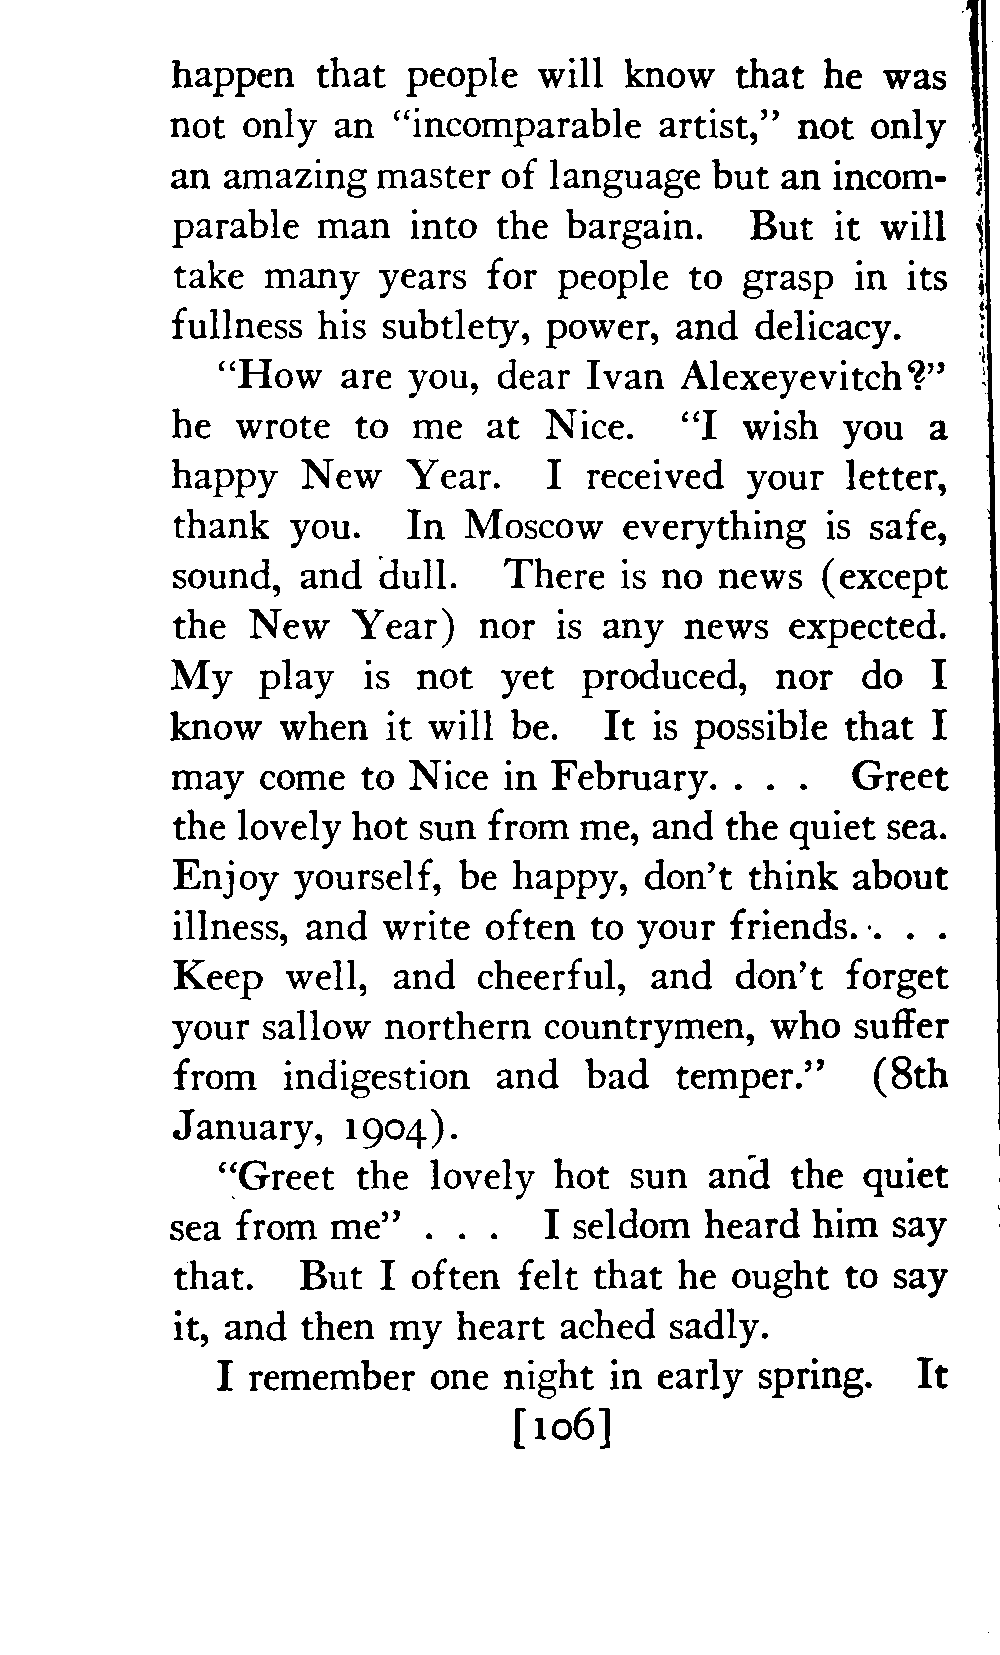 happen that people will know that he was
not only an “incomparable artist,” not only
an amazing master of language but an incom-
parable man into the bargain. But it will
take many years for people to grasp in its
fullness his subtlety, power, and delicacy.
“How are you, dear Ivan Alexeyevitch?”
he wrote to me at Nice. “I wish you a
happy New Year. I received your letter,
thank you. In Moscow everything is safe,
sound, and dull. There is no news (except
the New Year) nor is any news expected.
My play is not yet produced, nor do I
know when it will be. It is possible that I
may come to Nice in February. . . . Greet
the lovely hot sun from me, and the quiet sea.
Enjoy yourself, be happy, don’t think about
illness, and write often to your friends. . . .
Keep well, and cheerful, and don’t forget
your sallow northern countrymen, who suffer
from indigestion and bad temper.” (8th
January, 1904).
“Greet the lovely hot sun and the quiet
sea from me” . . . I seldom heard him say
that. But I often felt that he ought to say
it, and then my heart ached sadly.
I remember one night in early spring. It
[106]